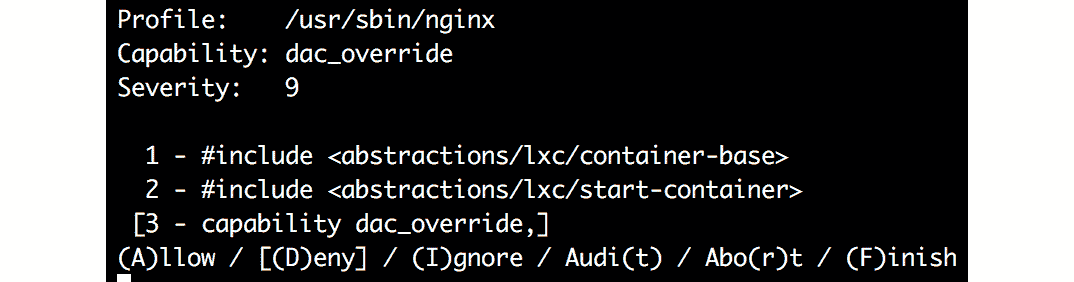 Profile:    /usr/sbin/nginx
Capability: dac_override
Severity:   9
1 - #include <abstractions/lxc/container-base>
2 - #include <abstractions/lxc/start-container>
[3 - capability dac_override,]
(A)llow / [(D)eny] / (I)gnore / Audi(t) / Abo(r)t / (F)inish